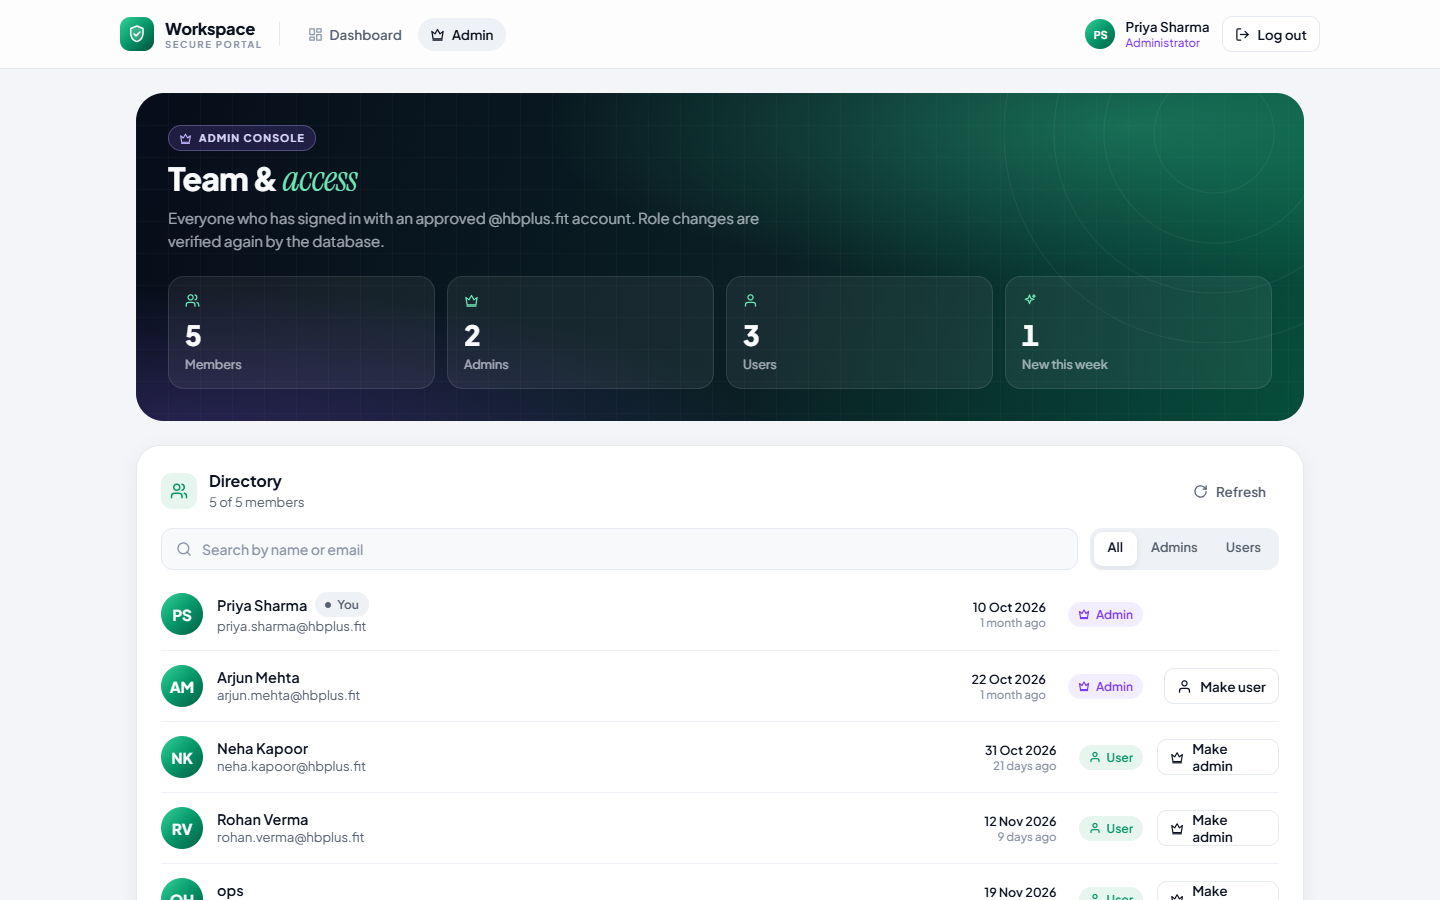 Workspace
SECURE PORTAL
Dashboard
Admin
PS
Priya Sharma
Administrator
Log out
ADMIN CONSOLE
Team & access
Everyone who has signed in with an approved @hbplus.fit account. Role changes are
verified again by the database.
5
Members
2
Admins
3
Users
1
New this week
Directory
5 of 5 members
Refresh
Search by name or email
All
Admins
Users
PS
Priya Sharma
You
priya.sharma@hbplus.fit
10 Oct 2026
1 month ago
Admin
AM
Arjun Mehta
arjun.mehta@hbplus.fit
22 Oct 2026
1 month ago
Admin
Make user
NK
Neha Kapoor
neha.kapoor@hbplus.fit
31 Oct 2026
21 days ago
User
Make
admin
RV
Rohan Verma
rohan.verma@hbplus.fit
12 Nov 2026
9 days ago
User
Make
admin
ops
19 Nov 2026
User
Make